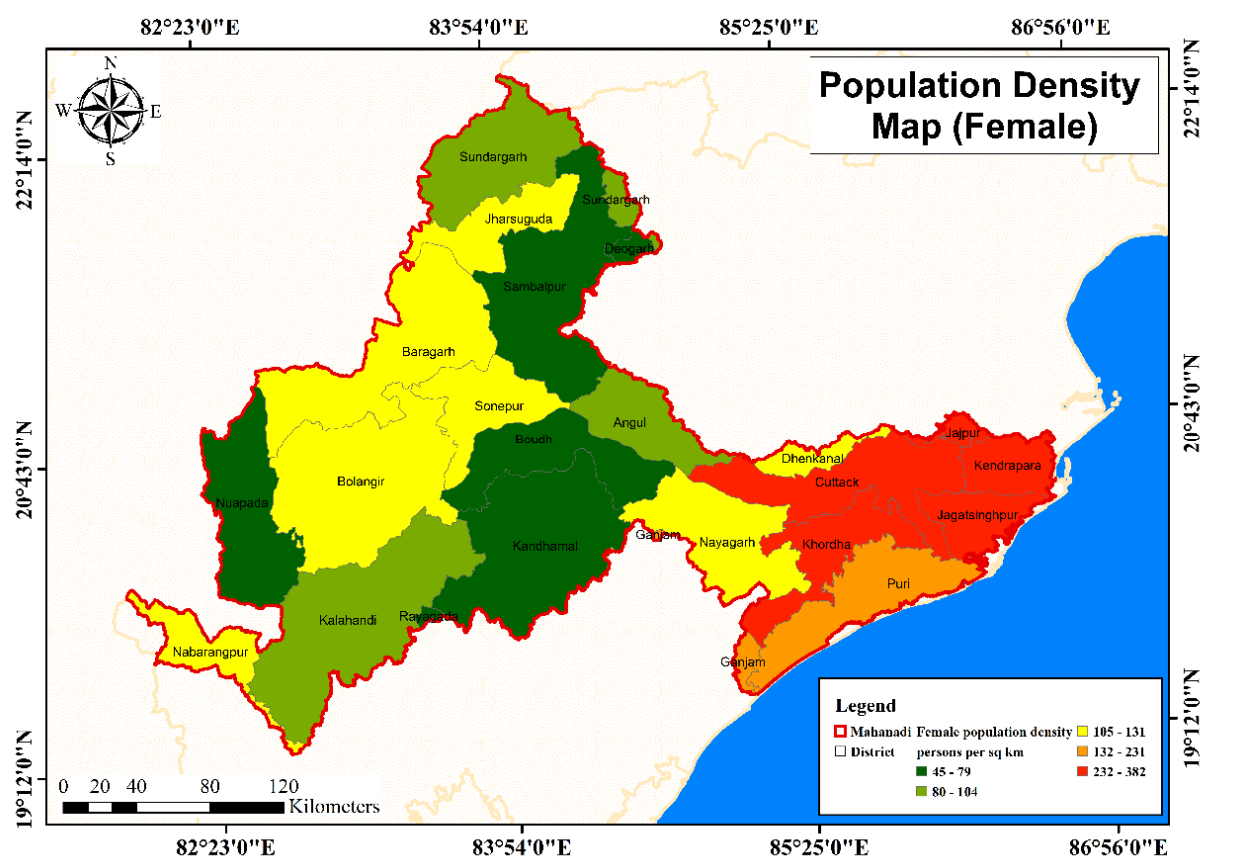 82°23'0"E 83°54'0"E 85°25'0"E 86°56'0"E
N
W E
S
Population Density
Map (Female)
22°14'0"N
22°14'0"N
Sundargarh
Sundargarh
Jharsuguda
Deogarh
Sambalpur
Baragarh
Sonepur
Angul
Boudh
Jajpur
Dhenkanal
Kendrapara
Cuttack
Bolangir
Nuapada
Jagatsinghpur
Ganjam
Nayagarh
Khordha
Kandhamal
Puri
Kalahandi
Rayagada
Nabarangpur
Ganjam
20°43'0"N
20°43'0"N
19°12'0"N
19°12'0"N
Legend
Mahanadi Female population density
District persons per sq km
45 - 79
80 - 104
105 - 131
132 - 231
232 - 382
0 20 40 80 120
Kilometers
82°23'0"E 83°54'0"E 85°25'0"E 86°56'0"E